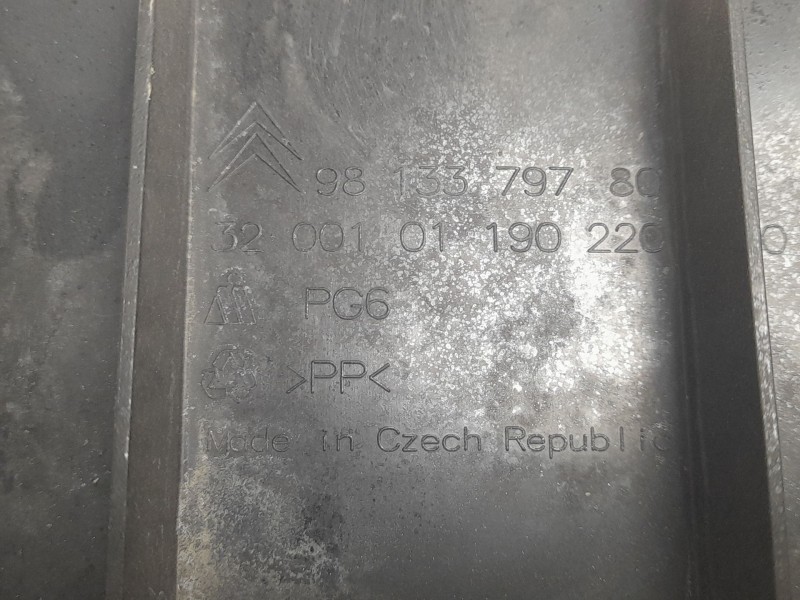 98 133 797 80
32 001 01 190 220
PG6
>PP<
Made in Czech Republic